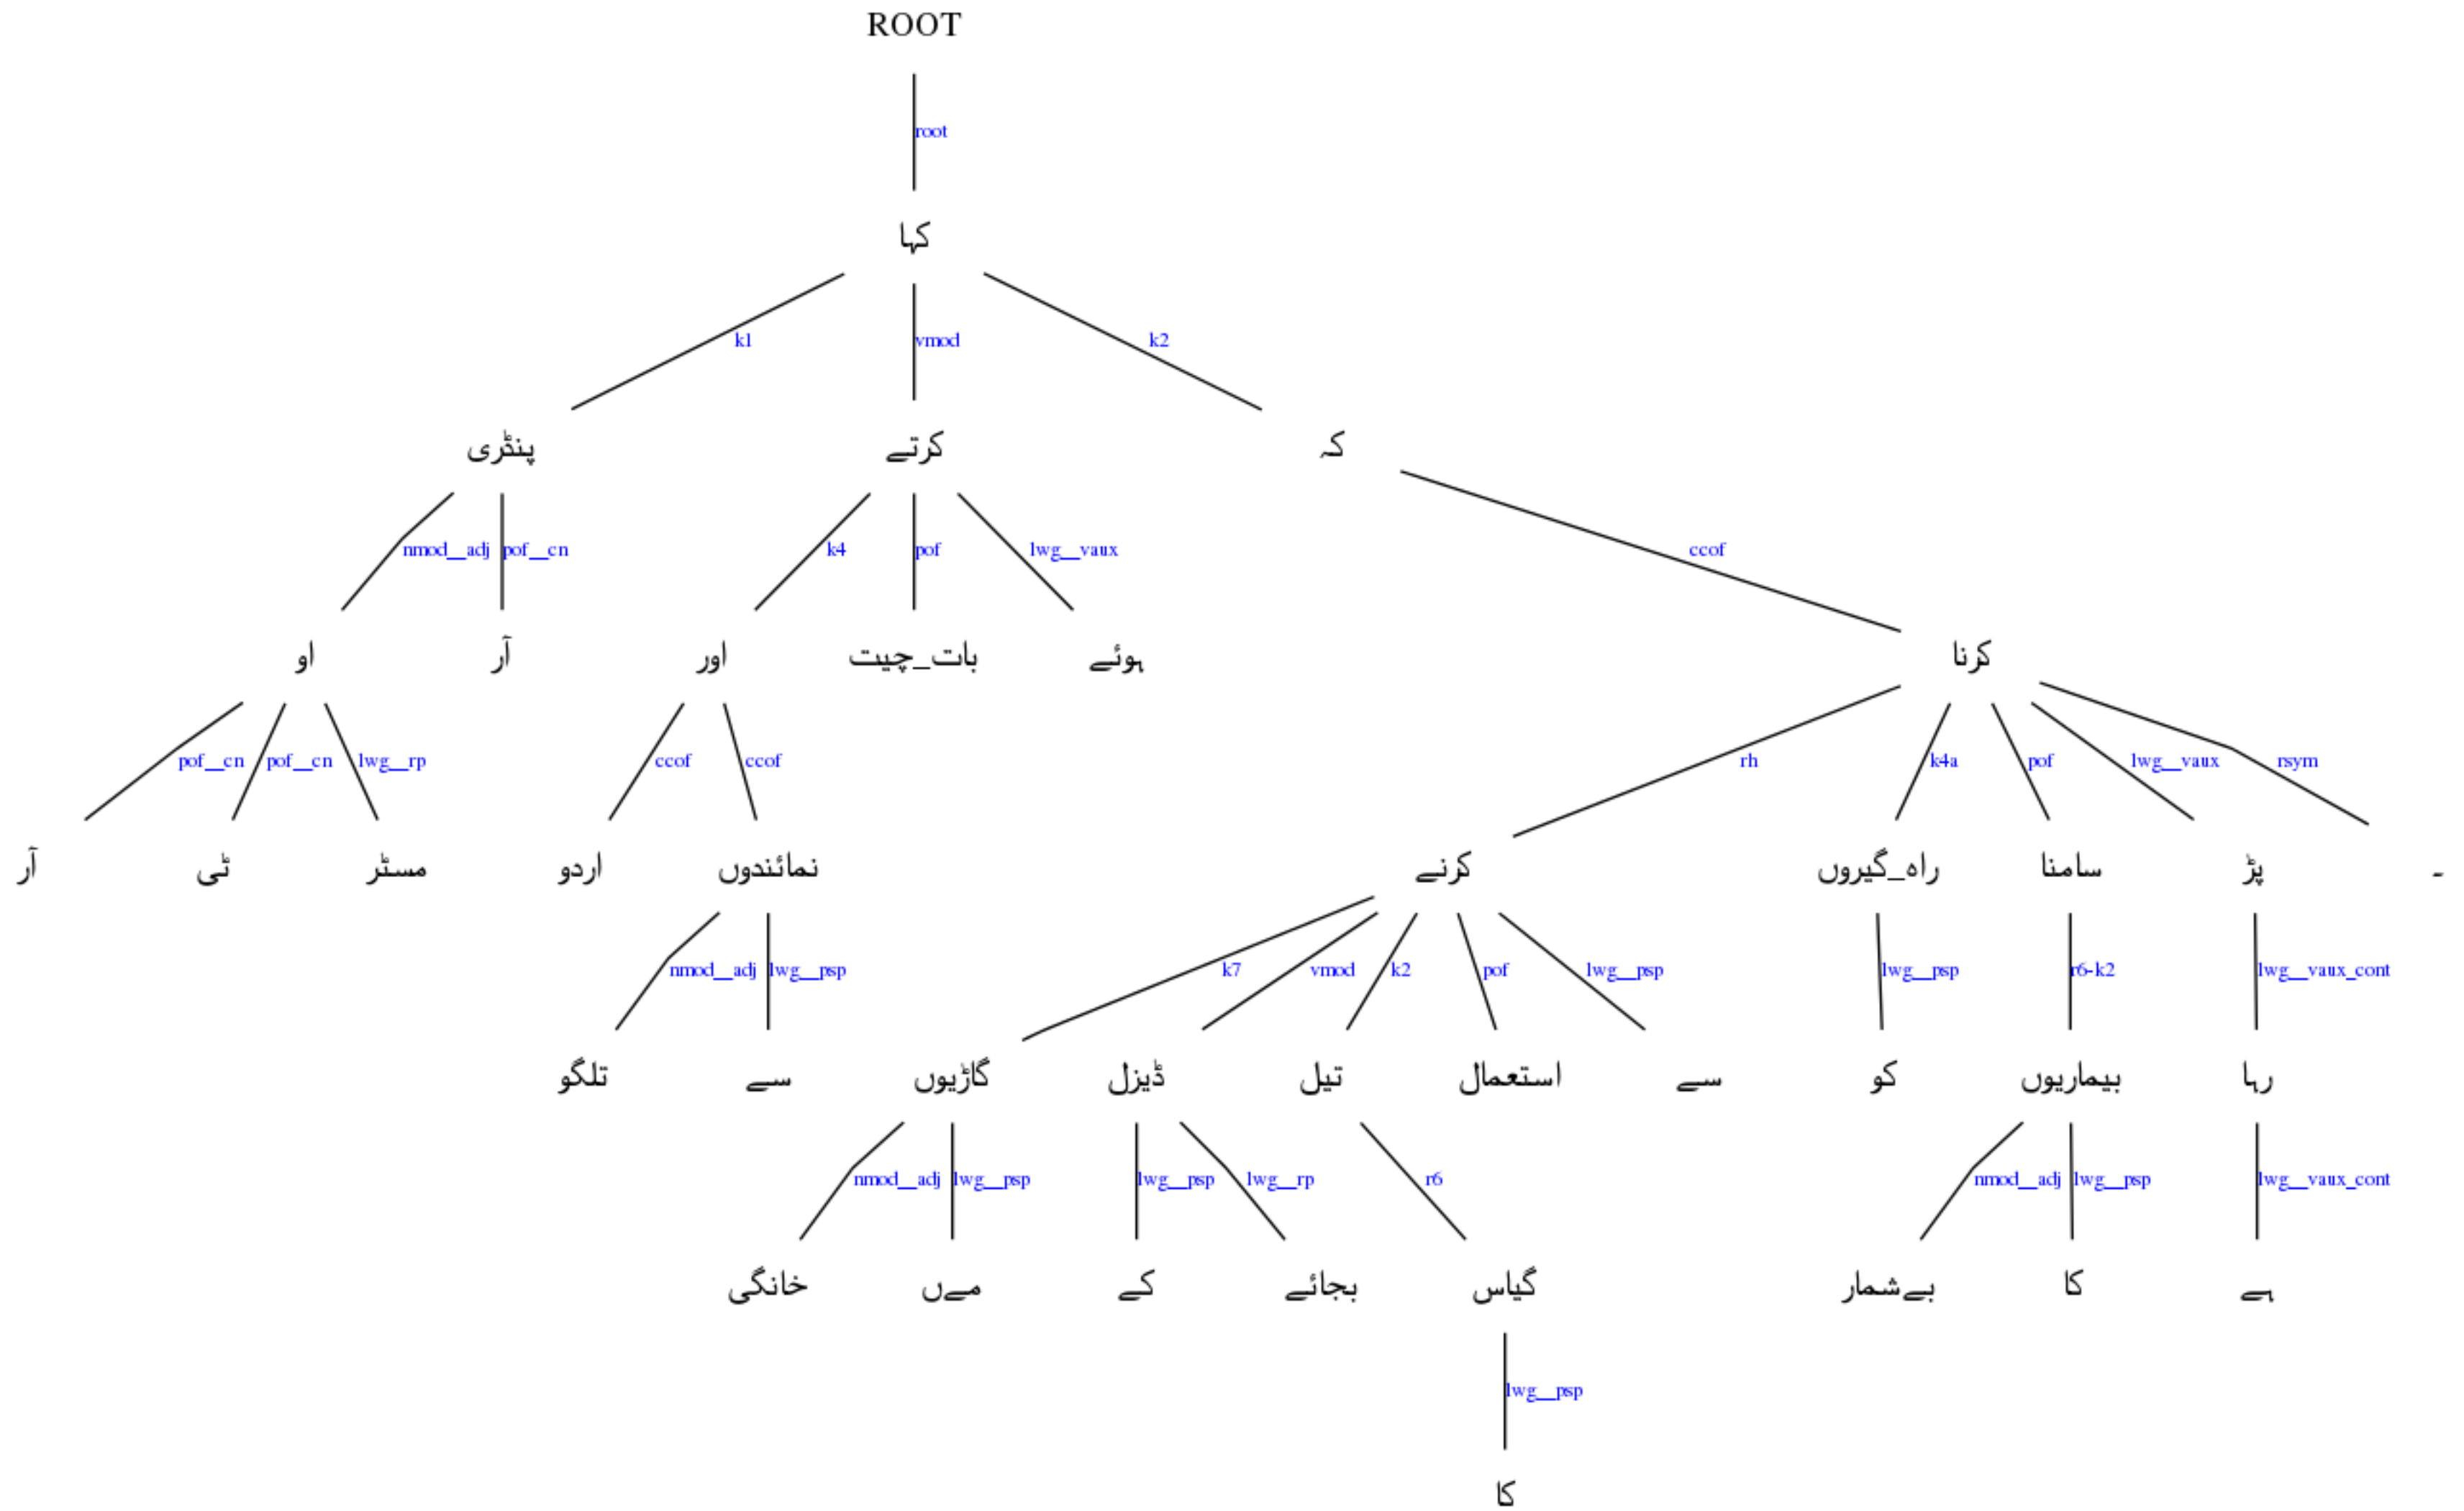 ROOT
root
کہا
k1 vmod k2
پنڈری کرتے کہ
nmod__adj pof__cn k4 pof lwg__vaux ccof
او آر اور بات_چیت ہوئے کرنا
pof__cn pof__cn lwg__rp ccof ccof rh k4a pof lwg__vaux rsym
آر ٹی مسٹر اردو نمائندوں کرنے راہ_گیروں سامنا پڑ ۔
nmod__adj lwg__psp k7 vmod k2 pof lwg__psp lwg__psp r6-k2 lwg__vaux_cont
تلگو سے گاڑیوں ڈیزل تیل استعمال سے کو بیماریوں رہا
nmod__adj lwg__psp lwg__psp lwg__rp r6 nmod__adj lwg__psp lwg__vaux_cont
خانگی مےں کے بجائے گیاس بےشمار کا ہے
lwg__psp
کا